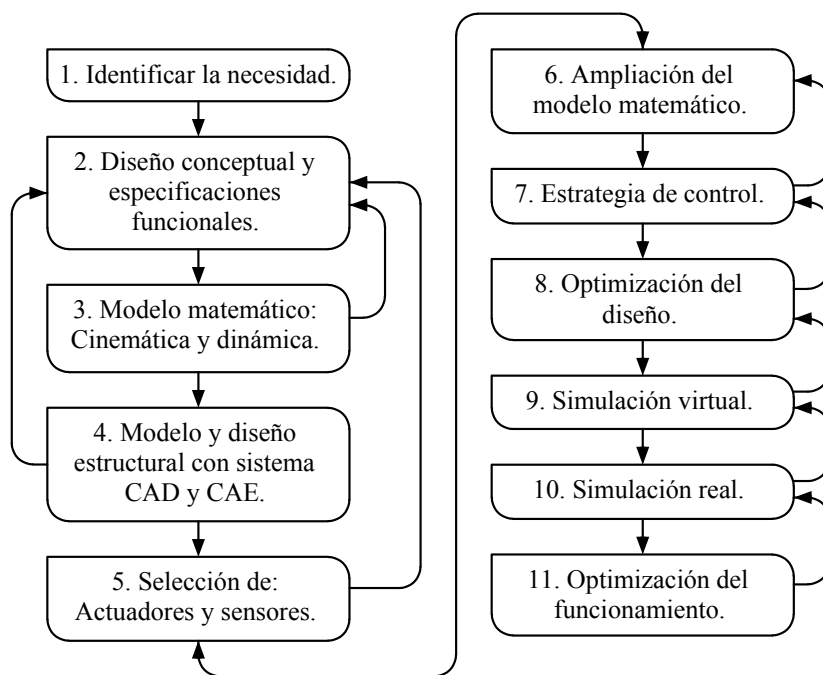 1. Identificar la necesidad.
2. Diseño conceptual y
especificaciones
funcionales.
3. Modelo matemático:
Cinemática y dinámica.
4. Modelo y diseño
estructural con sistema
CAD y CAE.
5. Selección de:
Actuadores y sensores.
6. Ampliación del
modelo matemático.
7. Estrategia de control.
8. Optimización del
diseño.
9. Simulación virtual.
10. Simulación real.
11. Optimización del
funcionamiento.